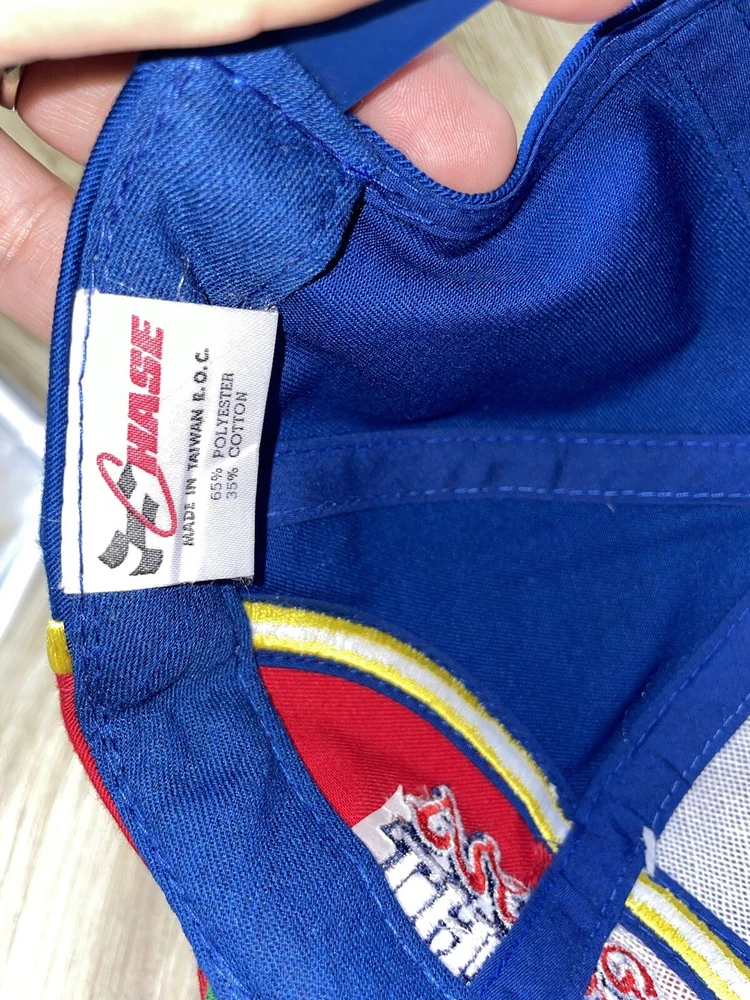 CHASE
MADE IN TAIWAN R.O.C.
65% POLYESTER
35% COTTON